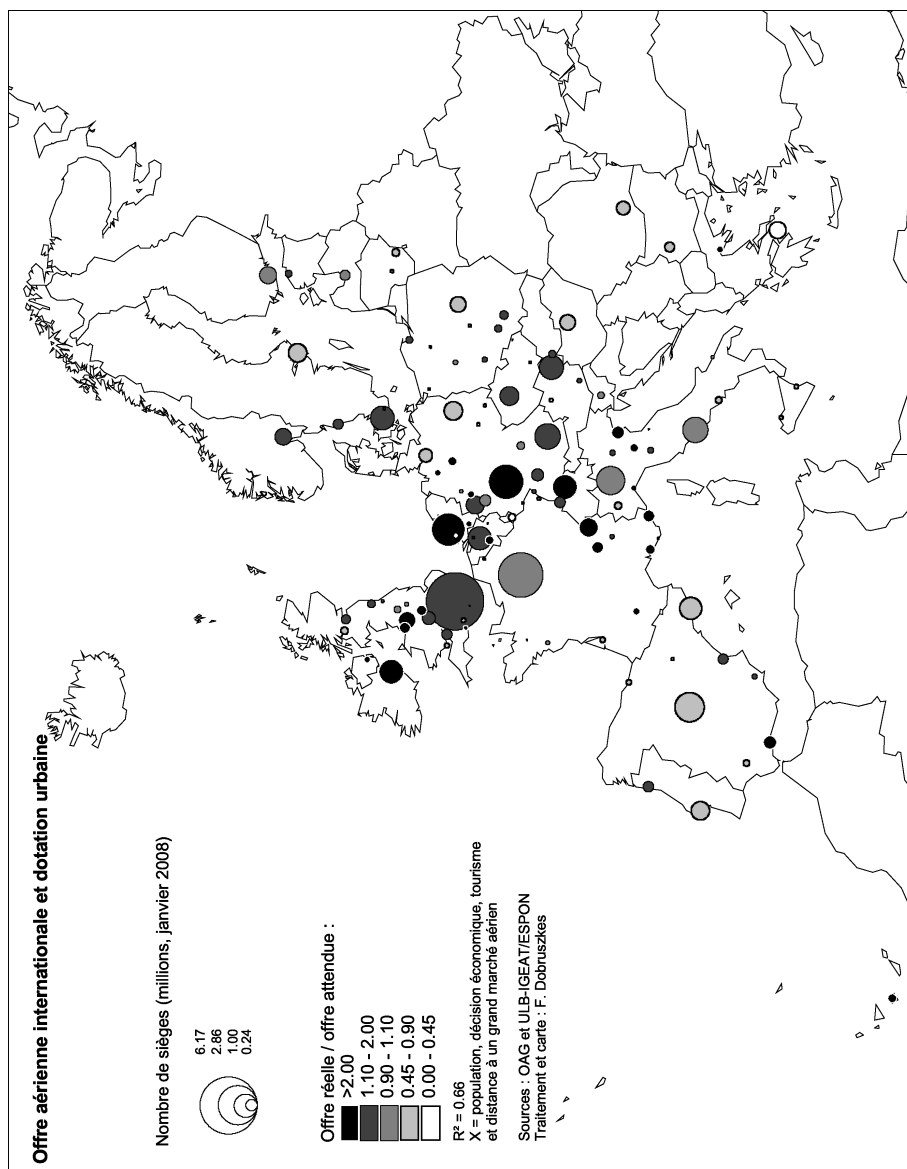 Offre aérienne internationale et dotation urbaine
Nombre de sièges (millions, janvier 2008)
6.17
2.86
1.00
0.24
Offre réelle / offre attendue :
>2.00
1.10 - 2.00
0.90 - 1.10
0.45 - 0.90
0.00 - 0.45
R² = 0.66
X = population, décision économique, tourisme
et distance à un grand marché aérien
Sources : OAG et ULB-IGEAT/ESPON
Traitement et carte : F. Dobruszkes